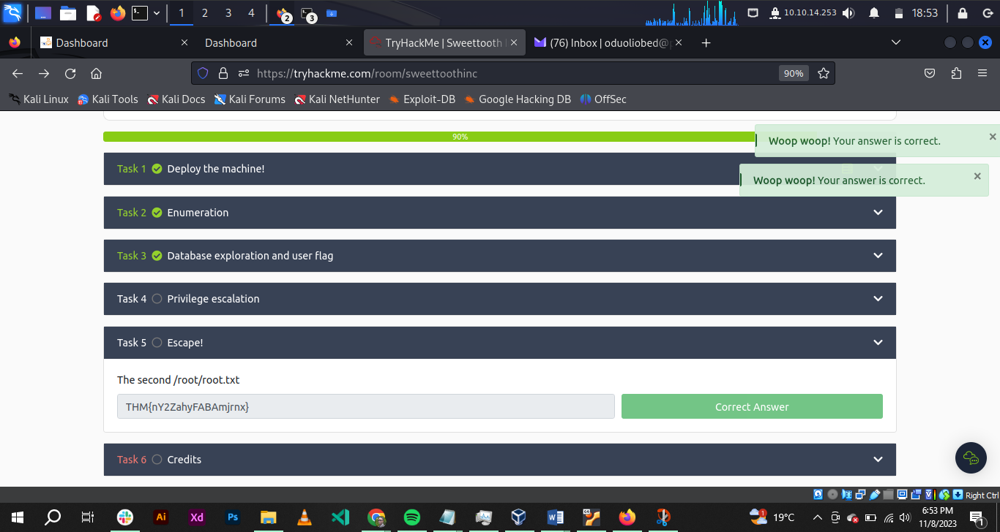 1 2 3 4 2 3 10.10.14.253 18:53
Dashboard Dashboard TryHackMe | Sweettooth (76) Inbox | oduoliobed@
https://tryhackme.com/room/sweettoothinc 90%
Kali Linux Kali Tools Kali Docs Kali Forums Kali NetHunter Exploit-DB Google Hacking DB OffSec
90%
Woop woop! Your answer is correct.
Task 1 Deploy the machine!
Woop woop! Your answer is correct.
Task 2 Enumeration
Task 3 Database exploration and user flag
Task 4 Privilege escalation
Task 5 Escape!
The second /root/root.txt
THM{nY2ZahyFABAmjrnx} Correct Answer
Task 6 Credits
Right Ctrl
Ai Xd Ps 1 19°C 6:53 PM
11/8/2023 1